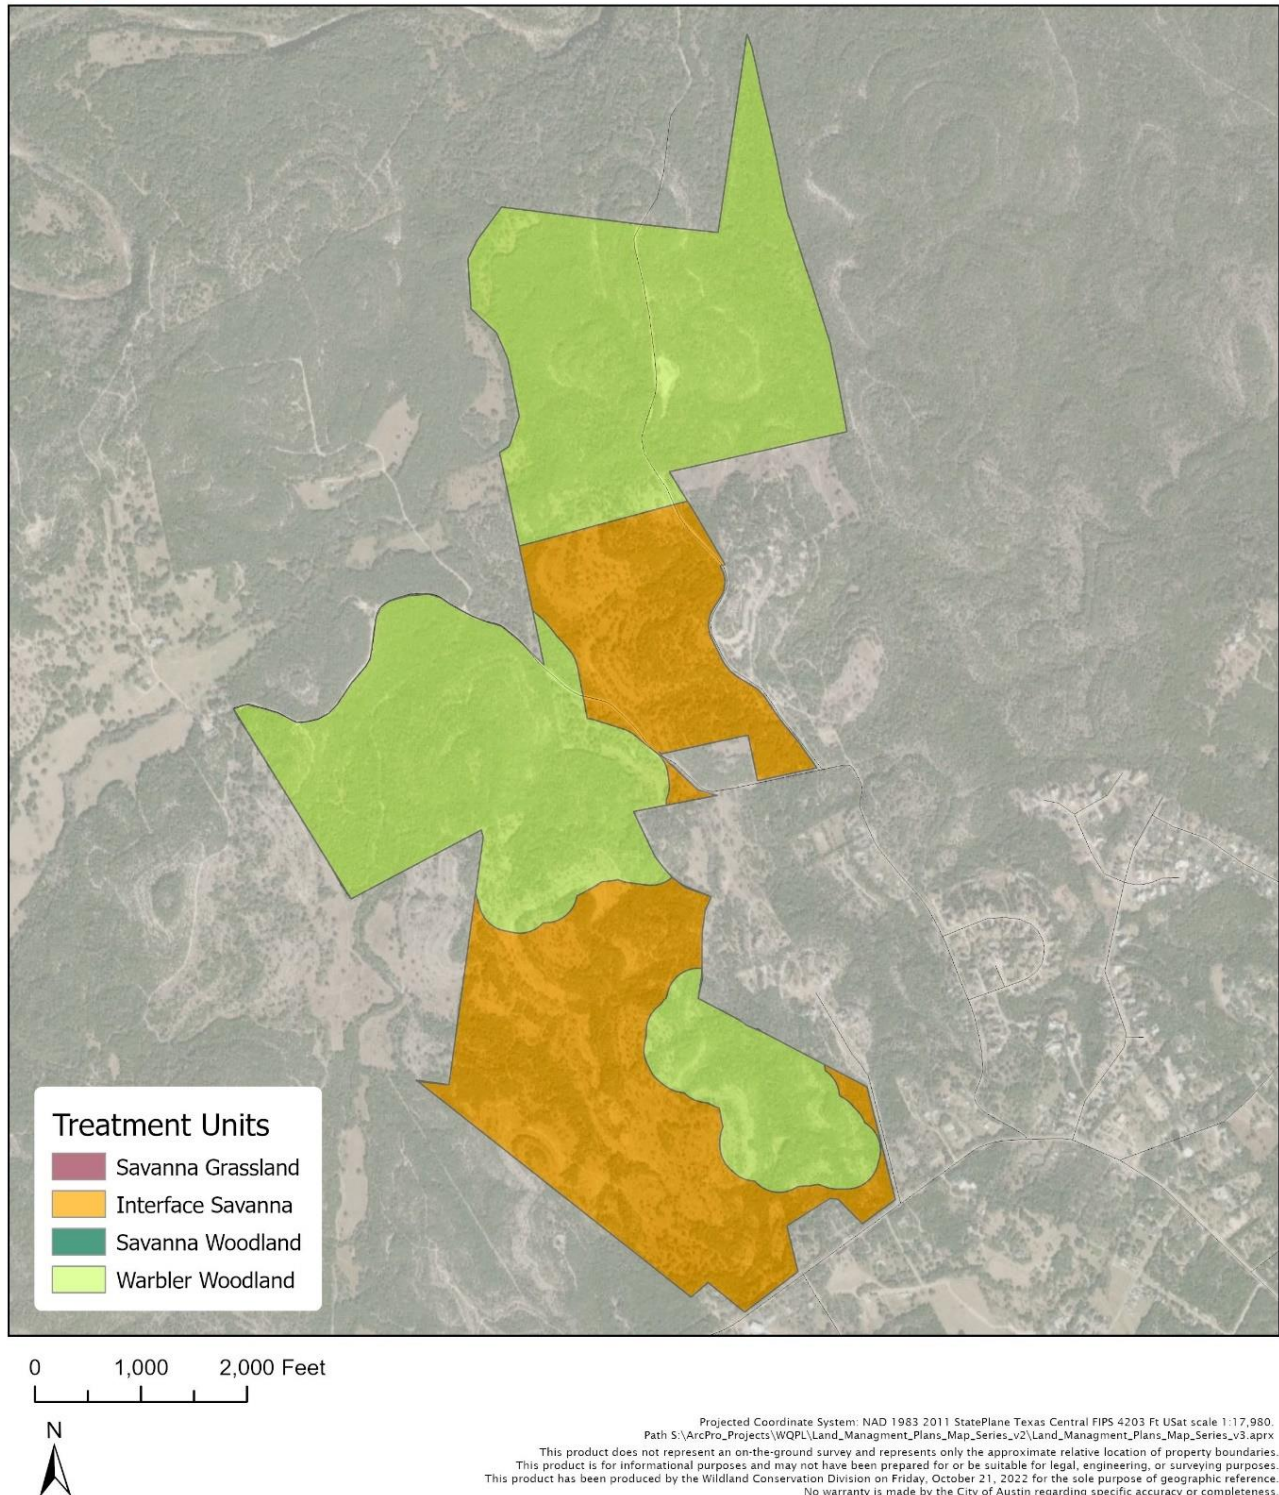 Treatment Units
Savanna Grassland
Interface Savanna
Savanna Woodland
Warbler Woodland
0 1,000 2,000 Feet
N
Projected Coordinate System: NAD 1983 2011 StatePlane Texas Central FIPS 4203 Ft USat scale 1:17,980.
Path S:\ArcPro_Projects\WQPL\Land_Managment_Plans_Map_Series_v2\Land_Managment_Plans_Map_Series_v3.aprx
This product does not represent an on-the-ground survey and represents only the approximate relative location of property boundaries.
This product is for informational purposes and may not have been prepared for or be suitable for legal, engineering, or surveying purposes.
This product has been produced by the Wildland Conservation Division on Friday, October 21, 2022 for the sole purpose of geographic reference.
No warranty is made by the City of Austin regarding specific accuracy or completeness.